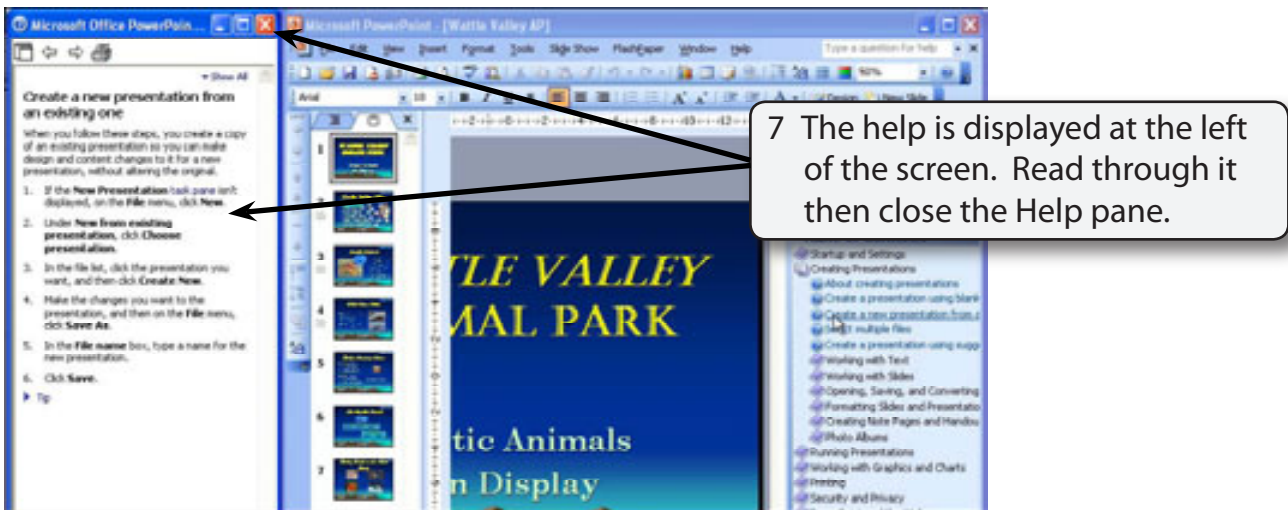 Microsoft Office PowerPoin...
Microsoft PowerPoint - [Wattle Valley AP]
Edit View Insert Format Tools Slide Show FlashPaper Window Help
Type a question for help
Show All
Arial
18
90%
Design
New Slide
Create a new presentation from
an existing one
When you follow these steps, you create a copy
of an existing presentation so you can make
design and content changes to it for a new
presentation, without altering the original.
1. If the New Presentation task pane isn't
displayed, on the File menu, click New.
2. Under New from existing
presentation, click Choose
presentation.
3. In the file list, click the presentation you
want, and then click Create New.
4. Make the changes you want to the
presentation, and then on the File menu,
click Save As.
5. In the File name box, type a name for the
new presentation.
6. Click Save.
Tip
1
2
3
4
5
6
7
TLE VALLEY
MAL PARK
tic Animals
n Display
7 The help is displayed at the left
of the screen. Read through it
then close the Help pane.
Startup and Settings
Creating Presentations
About creating presentations
Create a presentation using blank
Create a new presentation from a
multiple files
Create a presentation using sugg
Working with Text
Working with Slides
Opening, Saving, and Converting
Formatting Slides and Presentatio
Creating Note Pages and Handou
Photo Albums
Running Presentations
Working with Graphics and Charts
Printing
Security and Privacy